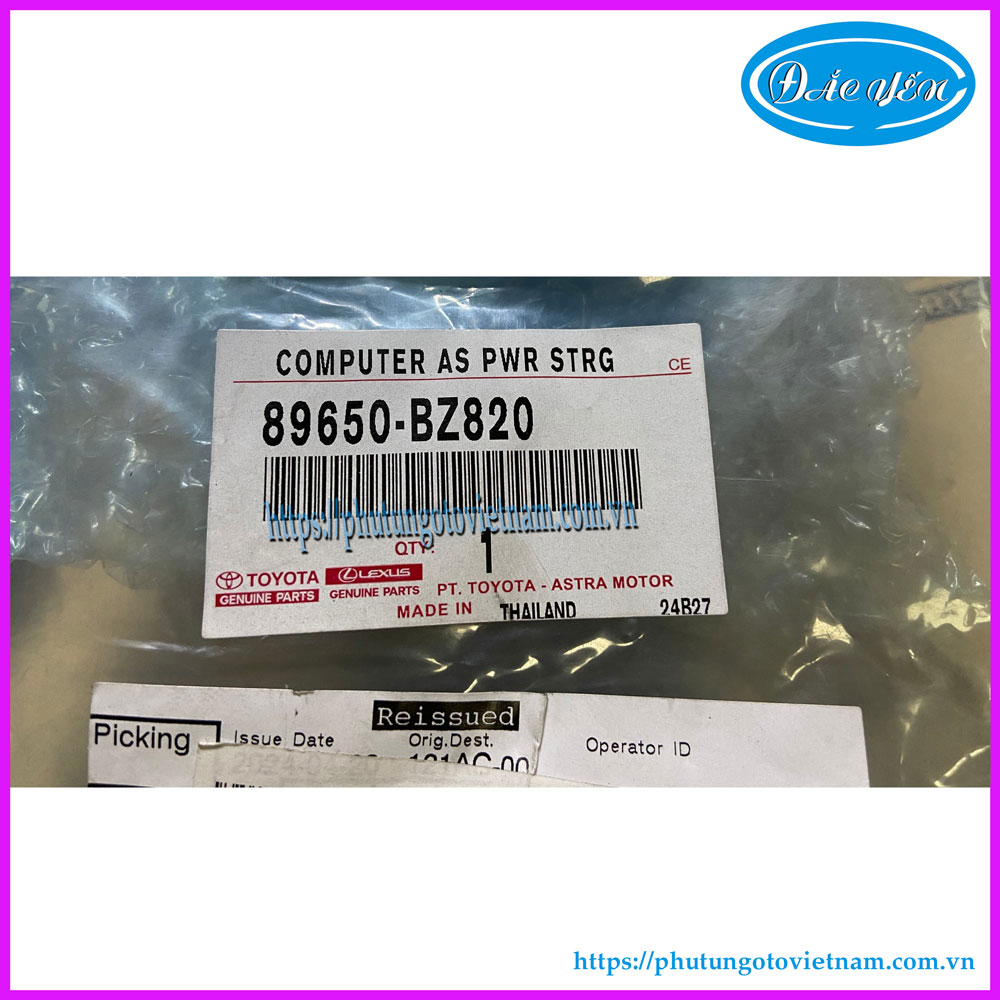 ĐẮC YẾN
COMPUTER AS PWR STRG CE
89650-BZ820
https://phutungotovietnam.com.vn
QTY: 1
TOYOTA LEXUS
GENUINE PARTS GENUINE PARTS PT. TOYOTA - ASTRA MOTOR
MADE IN THAILAND 24B27
Reissued
Picking Issue Date Orig.Dest. Operator ID
131AC-00
https://phutungotovietnam.com.vn